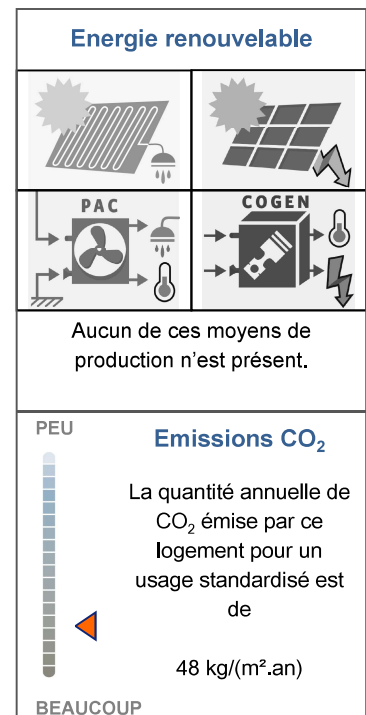 Energie renouvelable
PAC
COGEN
Aucun de ces moyens de
production n'est présent.
PEU
Emissions CO₂
La quantité annuelle de
CO₂ émise par ce
logement pour un
usage standardisé est
de
48 kg/(m².an)
BEAUCOUP